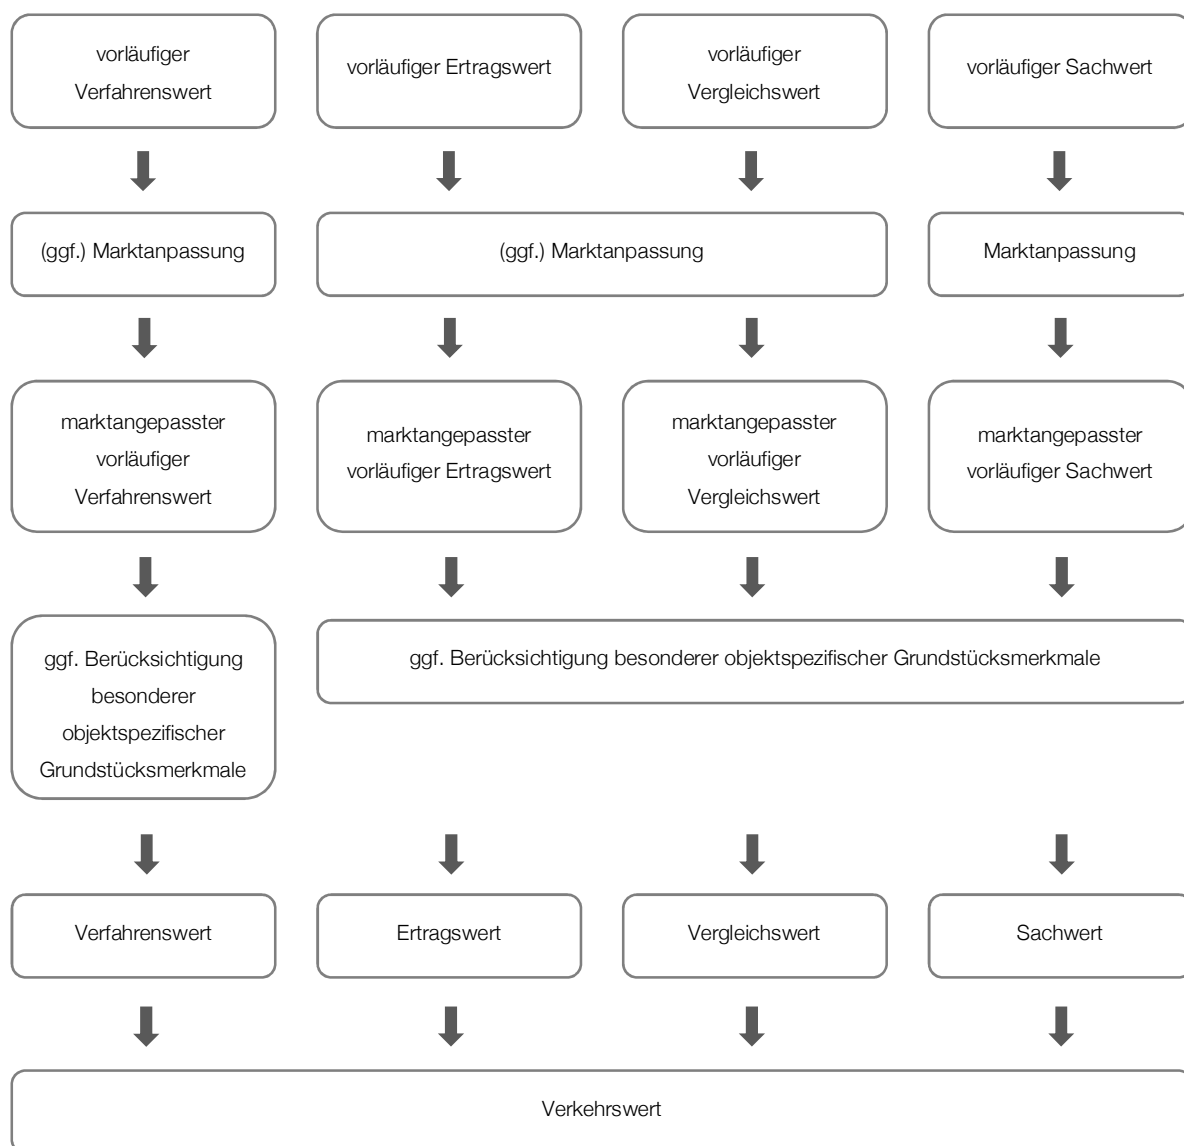 vorläufiger
Verfahrenswert
vorläufiger Ertragswert
vorläufiger
Vergleichswert
vorläufiger Sachwert
(ggf.) Marktanpassung
(ggf.) Marktanpassung
Marktanpassung
marktangepasster
vorläufiger
Verfahrenswert
marktangepasster
vorläufiger Ertragswert
marktangepasster
vorläufiger
Vergleichswert
marktangepasster
vorläufiger Sachwert
ggf. Berücksichtigung
besonderer
objektspezifischer
Grundstücksmerkmale
ggf. Berücksichtigung besonderer objektspezifischer Grundstücksmerkmale
Verfahrenswert
Ertragswert
Vergleichswert
Sachwert
Verkehrswert